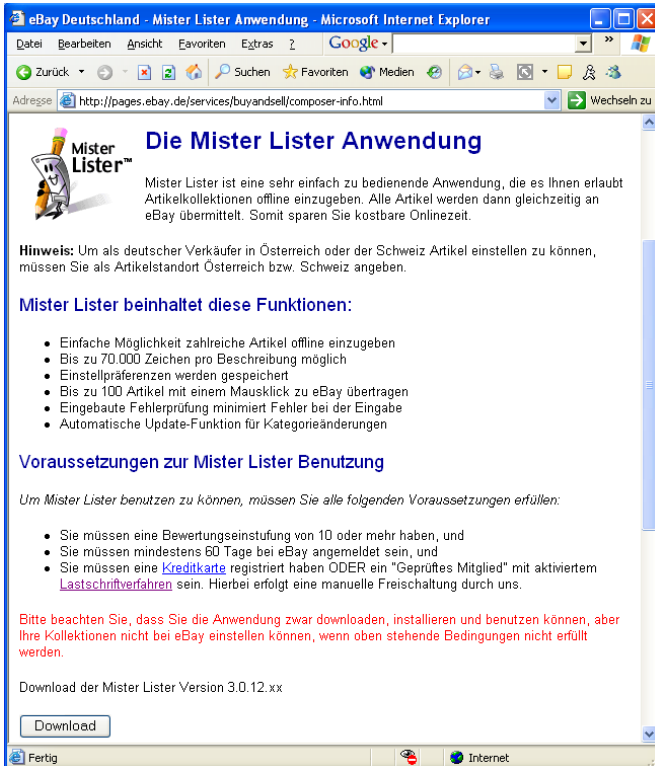 eBay Deutschland - Mister Lister Anwendung - Microsoft Internet Explorer
Datei Bearbeiten Ansicht Favoriten Extras ? Google
Zurück Suchen Favoriten Medien
Adresse http://pages.ebay.de/services/buyandsell/composer-info.html Wechseln zu
Mister
Lister™
Die Mister Lister Anwendung
Mister Lister ist eine sehr einfach zu bedienende Anwendung, die es Ihnen erlaubt
Artikelkollektionen offline einzugeben. Alle Artikel werden dann gleichzeitig an
eBay übermittelt. Somit sparen Sie kostbare Onlinezeit.
Hinweis: Um als deutscher Verkäufer in Österreich oder der Schweiz Artikel einstellen zu können,
müssen Sie als Artikelstandort Österreich bzw. Schweiz angeben.
Mister Lister beinhaltet diese Funktionen:
• Einfache Möglichkeit zahlreiche Artikel offline einzugeben
• Bis zu 70.000 Zeichen pro Beschreibung möglich
• Einstellpräferenzen werden gespeichert
• Bis zu 100 Artikel mit einem Mausklick zu eBay übertragen
• Eingebaute Fehlerprüfung minimiert Fehler bei der Eingabe
• Automatische Update-Funktion für Kategorieänderungen
Voraussetzungen zur Mister Lister Benutzung
Um Mister Lister benutzen zu können, müssen Sie alle folgenden Voraussetzungen erfüllen:
• Sie müssen eine Bewertungseinstufung von 10 oder mehr haben, und
• Sie müssen mindestens 60 Tage bei eBay angemeldet sein, und
• Sie müssen eine Kreditkarte registriert haben ODER ein "Geprüftes Mitglied" mit aktiviertem
Lastschriftverfahren sein. Hierbei erfolgt eine manuelle Freischaltung durch uns.
Bitte beachten Sie, dass Sie die Anwendung zwar downloaden, installieren und benutzen können, aber
Ihre Kollektionen nicht bei eBay einstellen können, wenn oben stehende Bedingungen nicht erfüllt
werden.
Download der Mister Lister Version 3.0.12.xx
Download
Fertig Internet